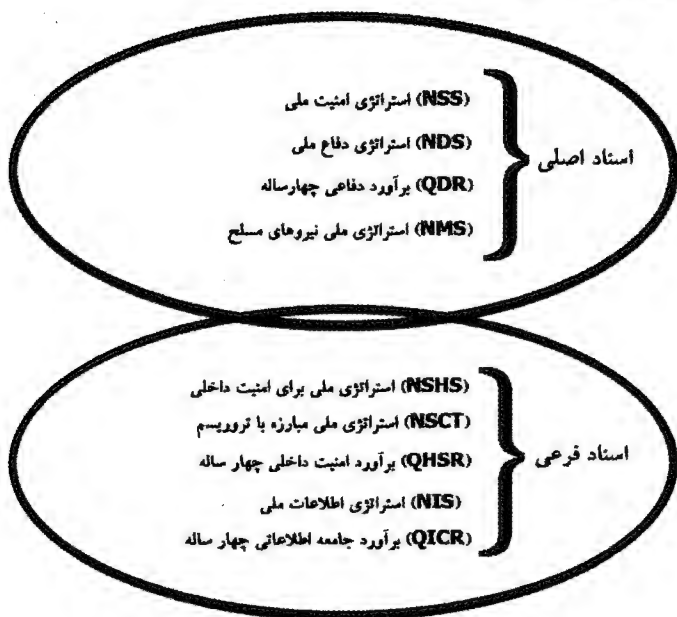 اسناد اصلی
(NSS) استراتژی امنیت ملی
(NDS) استراتژی دفاع ملی
(QDR) برآورد دفاعی چهارساله
(NMS) استراتژی ملی نیروهای مسلح
اسناد فرعی
(NSHS) استراتژی ملی برای امنیت داخلی
(NSCT) استراتژی ملی مبارزه با تروریسم
(QHSR) برآورد امنیت داخلی چهار ساله
(NIS) استراتژی اطلاعات ملی
(QICR) برآورد جامعه اطلاعاتی چهار ساله